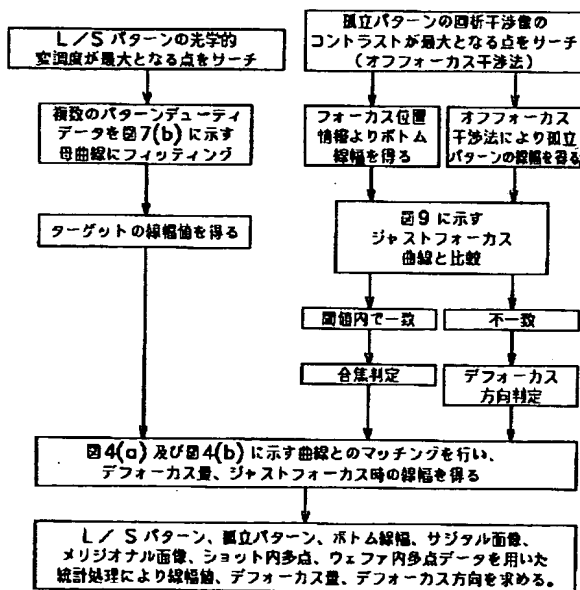 L／Sパターンの光学的
変調度が最大となる点をサーチ
複数のパターンデューティ
データを図7(b)に示す
母曲線にフィッティング
ターゲットの線幅値を得る
孤立パターンの回析干渉像の
コントラストが最大となる点をサーチ
(オフフォーカス干渉法)
フォーカス位置
情報よりボトム
線幅を得る
オフフォーカス
干渉法により孤立
パターンの線幅を得る
図9に示す
ジャストフォーカス
曲線と比較
閾値内で一致
不一致
合焦判定
デフォーカス
方向判定
図4(a)及び図4(b)に示す曲線とのマッチングを行い、
デフォーカス量、ジャストフォーカス時の線幅を得る
L／Sパターン、孤立パターン、ボトム線幅、サジタル面像、
メリジオナル面像、ショット内多点、ウェファ内多点データを用いた
統計処理により線幅値、デフォーカス量、デフォーカス方向を求める。